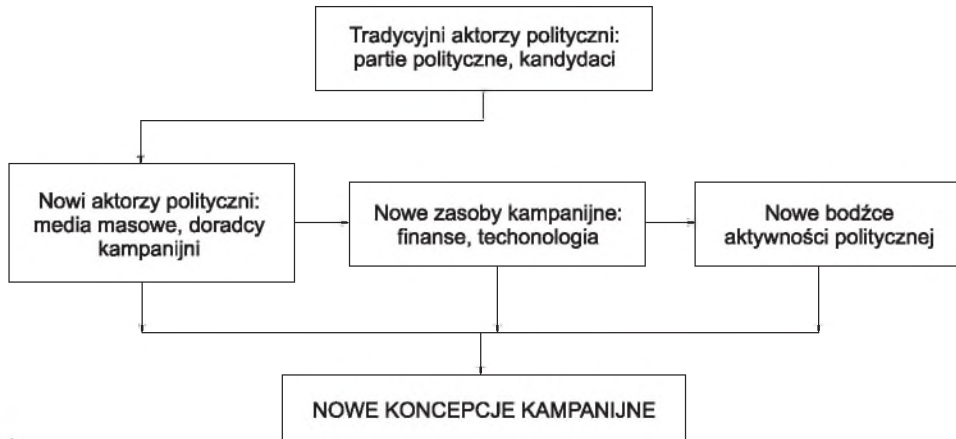 Tradycyjni aktorzy polityczni:
partie polityczne, kandydaci
Nowi aktorzy polityczni:
media masowe, doradcy
kampanijni
Nowe zasoby kampanijne:
finanse, techonologia
Nowe bodźce
aktywności politycznej
NOWE KONCEPCJE KAMPANIJNE